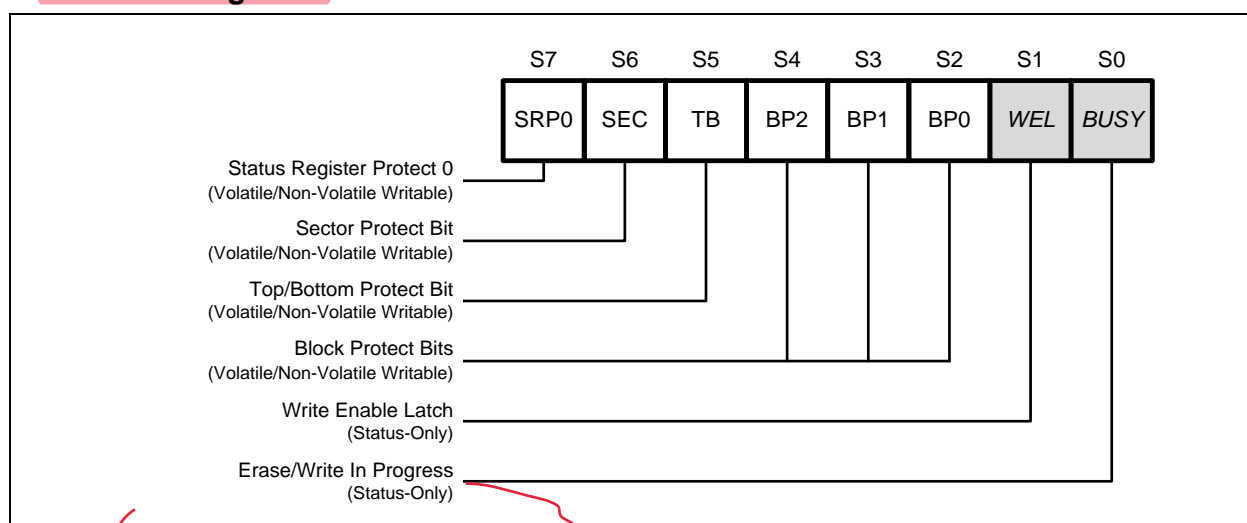 S7 S6 S5 S4 S3 S2 S1 S0
SRP0 SEC TB BP2 BP1 BP0 WEL BUSY
Status Register Protect 0
(Volatile/Non-Volatile Writable)
Sector Protect Bit
(Volatile/Non-Volatile Writable)
Top/Bottom Protect Bit
(Volatile/Non-Volatile Writable)
Block Protect Bits
(Volatile/Non-Volatile Writable)
Write Enable Latch
(Status-Only)
Erase/Write In Progress
(Status-Only)